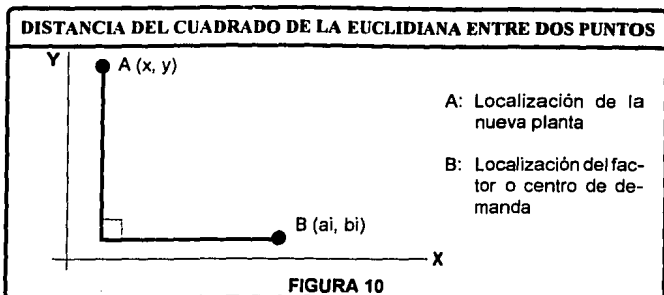 DISTANCIA DEL CUADRADO DE LA EUCLIDIANA ENTRE DOS PUNTOS
Y
A (x, y)
A: Localización de la
nueva planta
B: Localización del fac-
tor o centro de de-
manda
B (ai, bi)
X
FIGURA 10